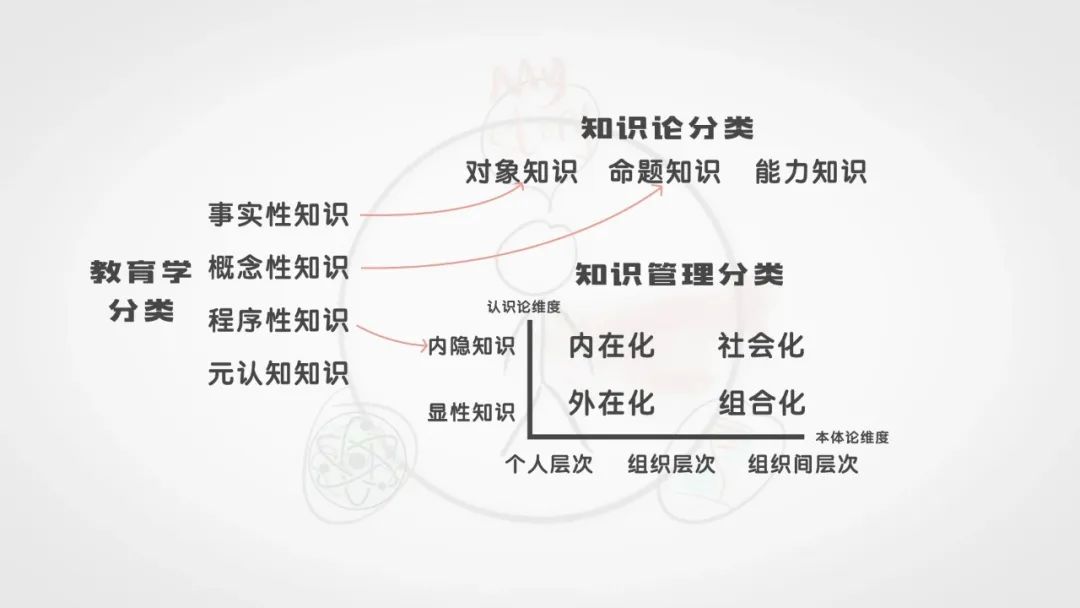 知识论分类
对象知识 命题知识 能力知识
事实性知识
概念性知识
教育学
分类
程序性知识
元认知知识
知识管理分类
认识论维度
内隐知识 内在化 社会化
显性知识 外在化 组合化
本体论维度
个人层次 组织层次 组织间层次